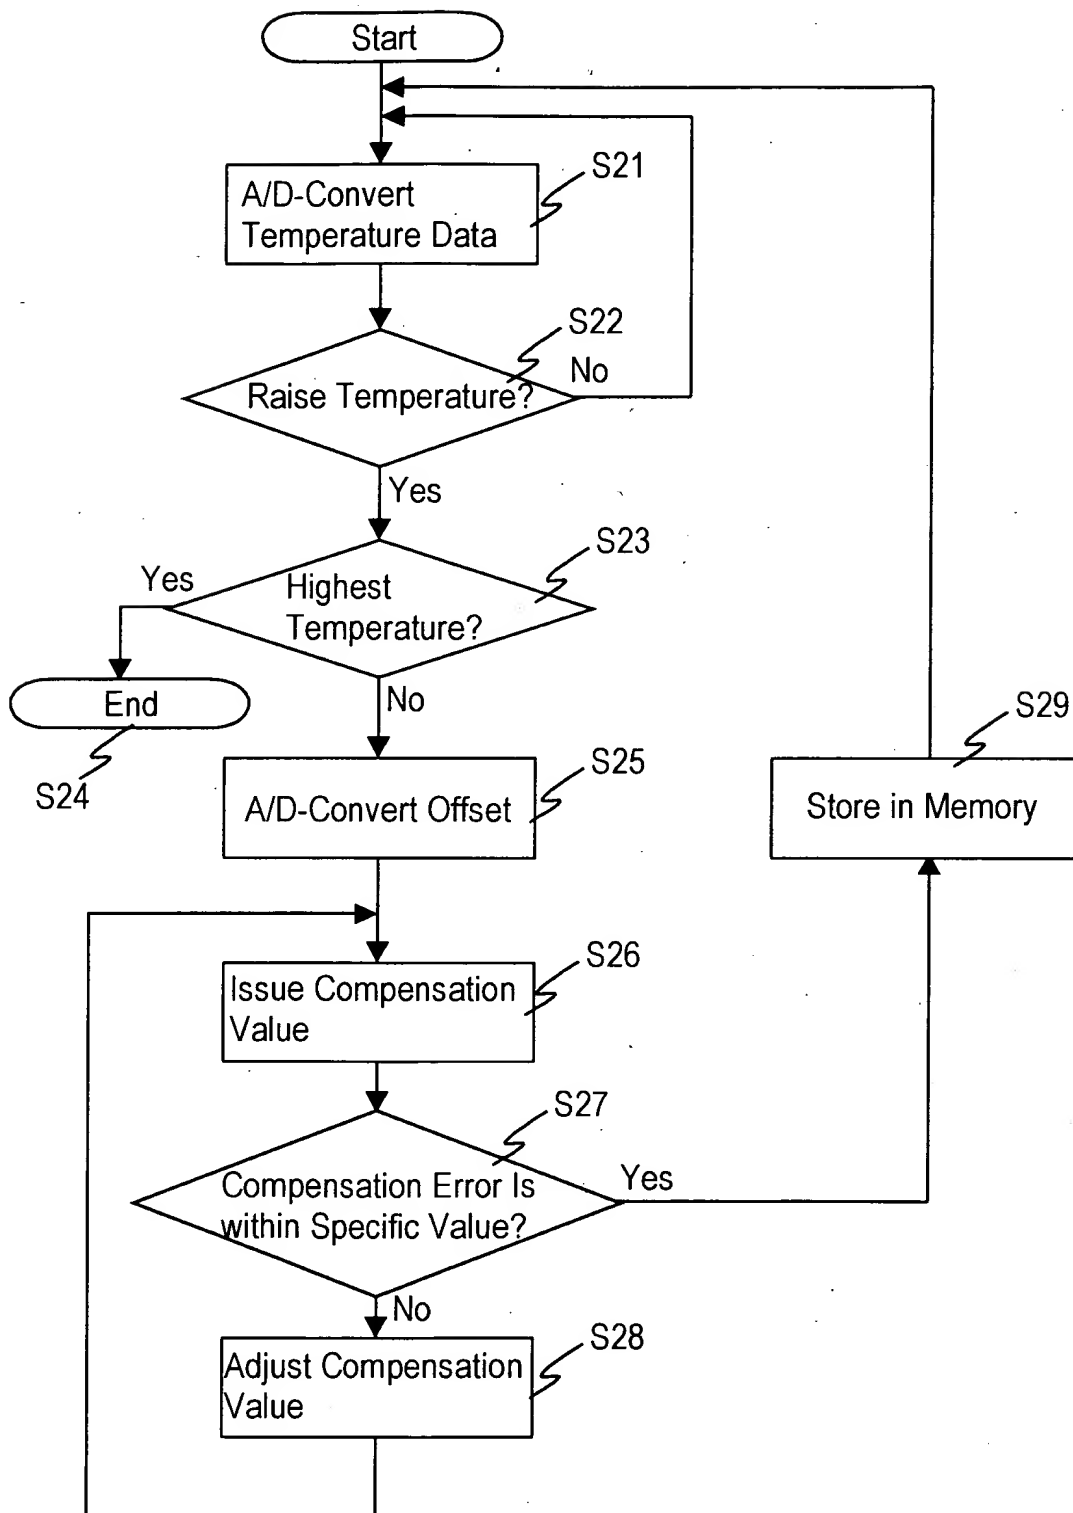 Start
S21
A/D-Convert
Temperature Data
S22
Raise Temperature?
No
Yes
S23
Yes
Highest
Temperature?
End
No
S24
S25
A/D-Convert Offset
S29
Store in Memory
S26
Issue Compensation
Value
S27
Compensation Error Is
within Specific Value?
Yes
No
S28
Adjust Compensation
Value